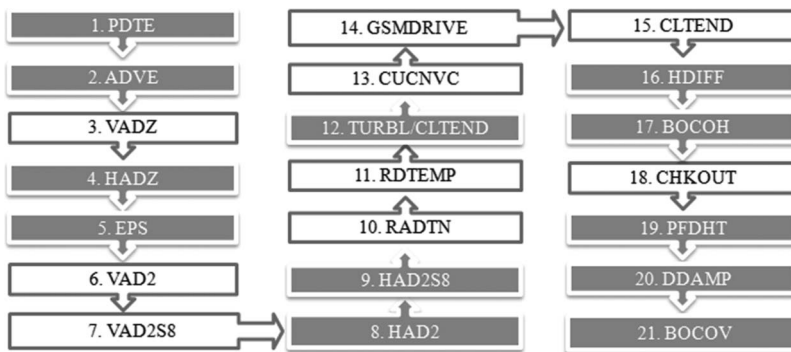 1. PDTE
2. ADVE
3. VADZ
4. HADZ
5. EPS
6. VAD2
7. VAD2S8
8. HAD2
9. HAD2S8
10. RADTN
11. RDTEMP
12. TURBL/CLTEND
13. CUCNVC
14. GSMDRIVE
15. CLTEND
16. HDIFF
17. BOCOH
18. CHKOUT
19. PFDHT
20. DDAMP
21. BOCOV